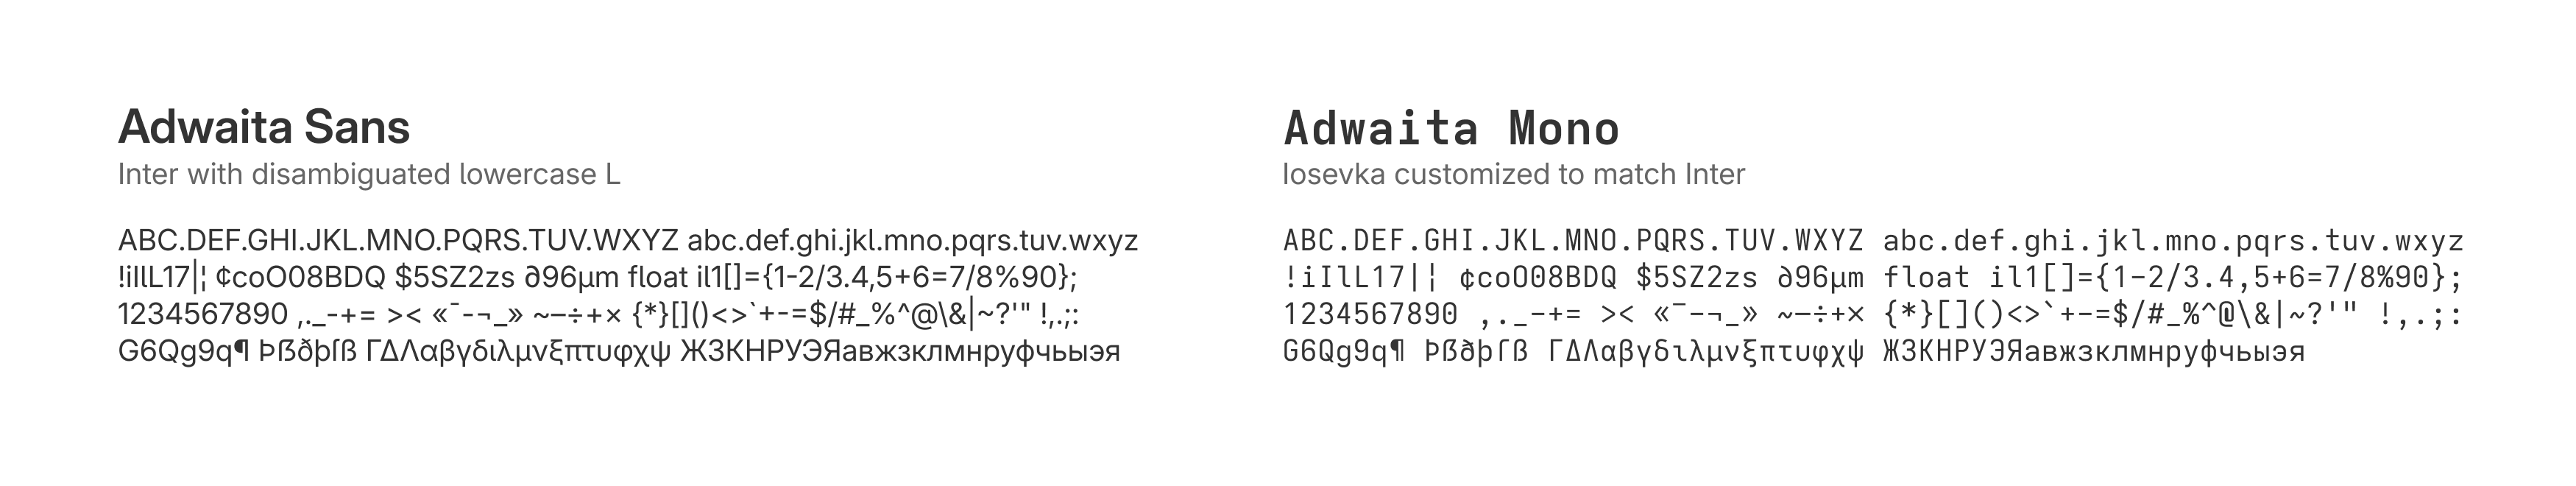 Adwaita Sans
Inter with disambiguated lowercase L
ABC.DEF.GHI.JKL.MNO.PQRS.TUV.WXYZ abc.def.ghi.jkl.mno.pqrs.tuv.wxyz
!iIlL17|¦ ¢coO08BDQ $5SZ2zs ∂96µm float il1[]={1-2/3.4,5+6=7/8%90};
1234567890 ,._-+= >< «¯-¬_» ~–÷+× {*}[]()<>`+-=$/#_%^@\&|~?'" !,.;:
G6Qg9q¶ Þẞðþſß ΓΔΛαβγδιλμνξπτυφχψ ЖЗКНРУЭЯавжзклмнруфчьыэя
Adwaita Mono
Iosevka customized to match Inter
ABC.DEF.GHI.JKL.MNO.PQRS.TUV.WXYZ abc.def.ghi.jkl.mno.pqrs.tuv.wxyz
!iIlL17|¦ ¢coO08BDQ $5SZ2zs ∂96µm float il1[]={1-2/3.4,5+6=7/8%90};
1234567890 ,._-+= >< «¯-¬_» ~–÷+× {*}[]()<>`+-=$/#_%^@\&|~?'" !,.;:
G6Qg9q¶ Þẞðþſß ΓΔΛαβγδιλμνξπτυφχψ ЖЗКНРУЭЯавжзклмнруфчьыэя